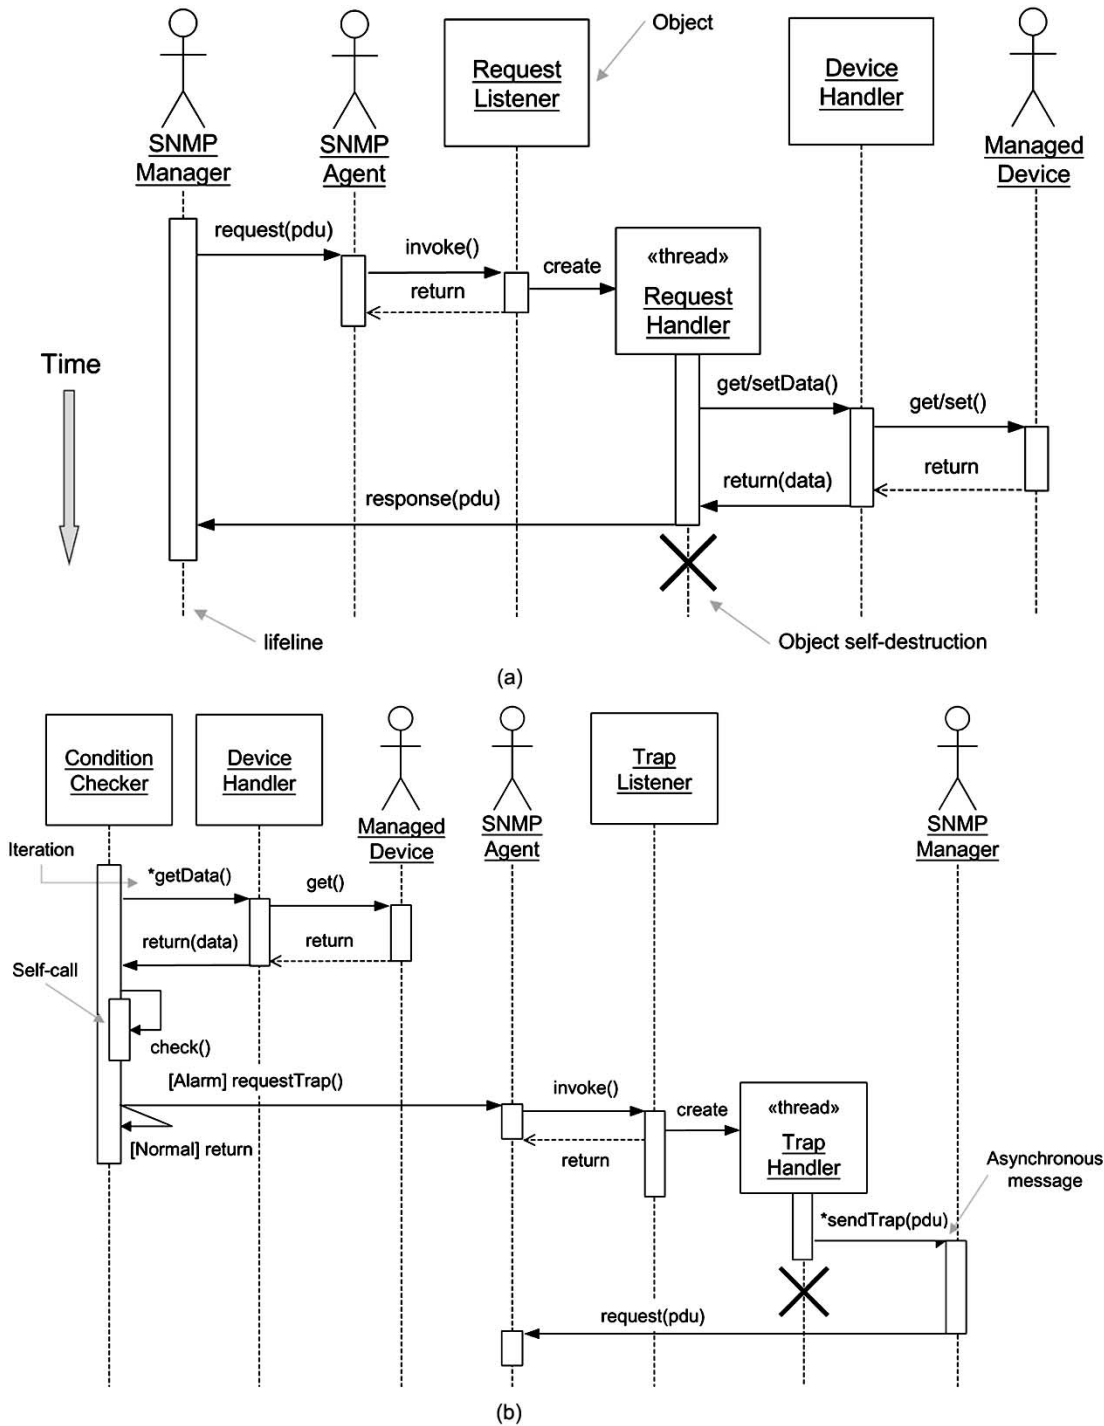 Object
Request
Listener
Device
Handler
SNMP
Manager
SNMP
Agent
Managed
Device
request(pdu)
invoke()
create
return
«thread»
Request
Handler
Time
get/setData()
get/set()
return
return(data)
response(pdu)
lifeline
Object self-destruction
(a)
Condition
Checker
Device
Handler
Managed
Device
SNMP
Agent
Trap
Listener
SNMP
Manager
Iteration
*getData()
get()
return(data)
return
Self-call
check()
[Alarm] requestTrap()
[Normal] return
invoke()
return
create
«thread»
Trap
Handler
Asynchronous
message
*sendTrap(pdu)
request(pdu)
(b)